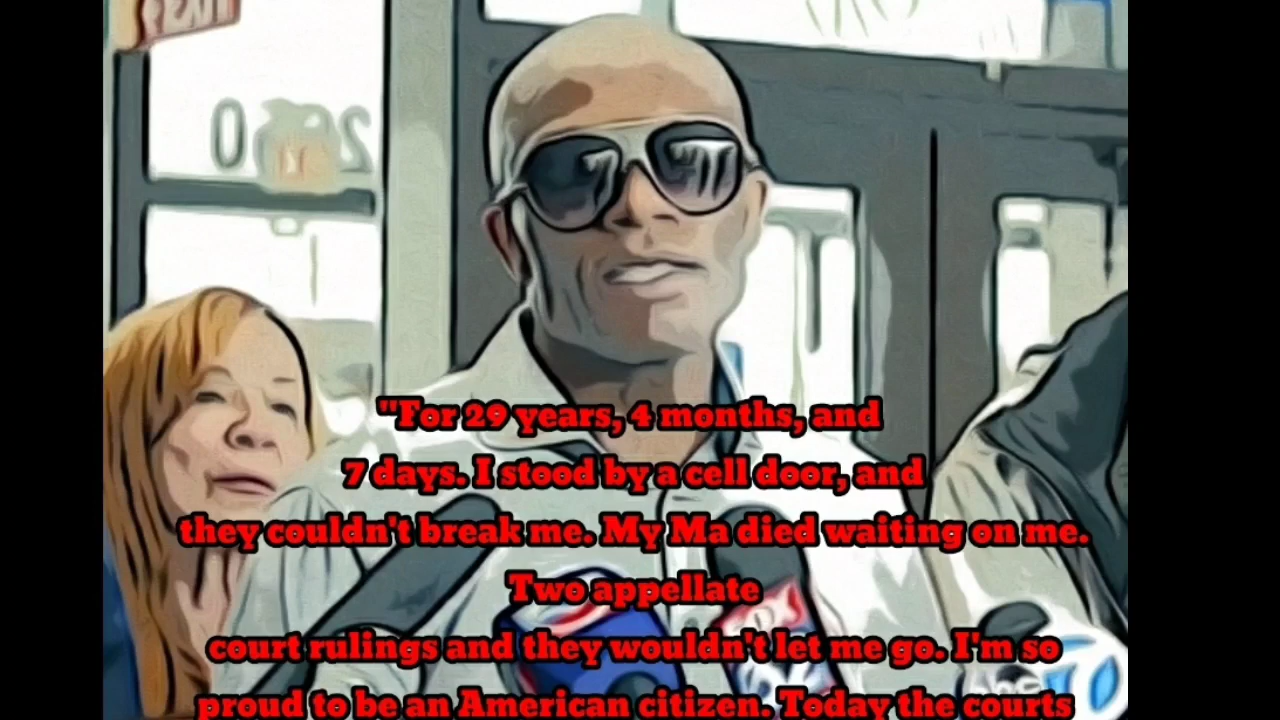 EXIT
2650
"For 29 years, 4 months, and
7 days. I stood by a cell door, and
they couldn't break me. My Ma died waiting on me.
Two appellate
court rulings and they wouldn't let me go. I'm so
proud to be an American citizen. Today the courts